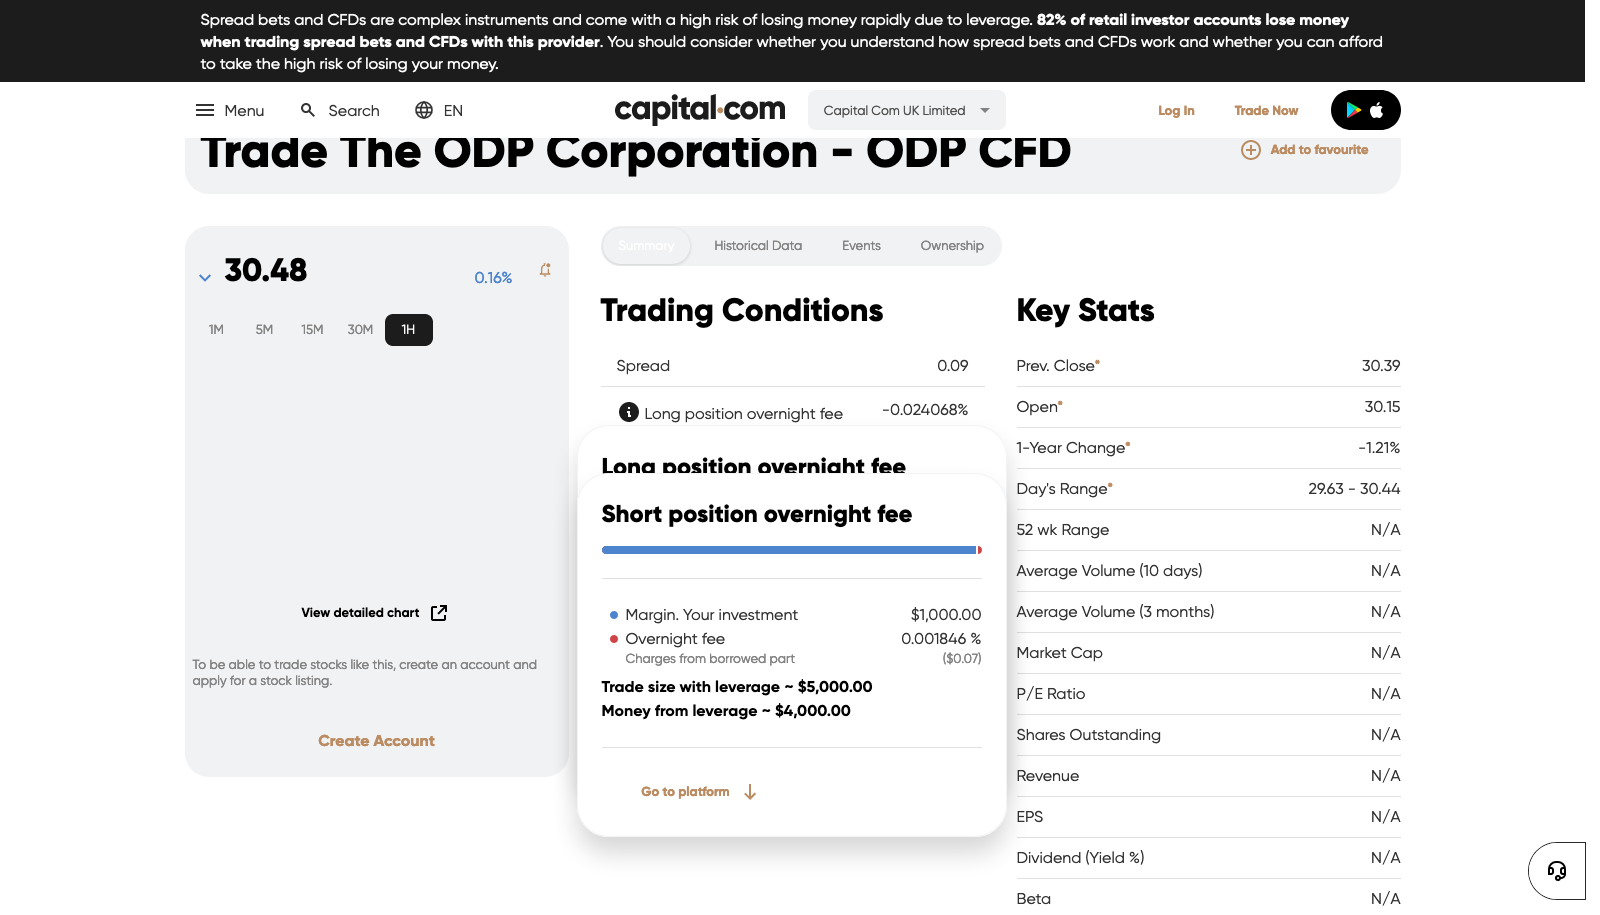 Spread bets and CFDs are complex instruments and come with a high risk of losing money rapidly due to leverage. 82% of retail investor accounts lose money
when trading spread bets and CFDs with this provider. You should consider whether you understand how spread bets and CFDs work and whether you can afford
to take the high risk of losing your money.
Menu
Search
EN
capital.com
Capital Com UK Limited
Log In
Trade Now
Trade The ODP Corporation - ODP CFD
Add to favourite
30.48
0.16%
1M
5M
15M
30M
1H
View detailed chart
To be able to trade stocks like this, create an account and
apply for a stock listing.
Create Account
Summary
Historical Data
Events
Ownership
Trading Conditions
Spread 0.09
Long position overnight fee -0.024068%
Long position overnight fee
Short position overnight fee
Margin. Your investment $1,000.00
Overnight fee 0.001846 %
Charges from borrowed part ($0.07)
Trade size with leverage ~ $5,000.00
Money from leverage ~ $4,000.00
Go to platform
Key Stats
Prev. Close* 30.39
Open* 30.15
1-Year Change* -1.21%
Day's Range* 29.63 - 30.44
52 wk Range N/A
Average Volume (10 days) N/A
Average Volume (3 months) N/A
Market Cap N/A
P/E Ratio N/A
Shares Outstanding N/A
Revenue N/A
EPS N/A
Dividend (Yield %) N/A
Beta N/A